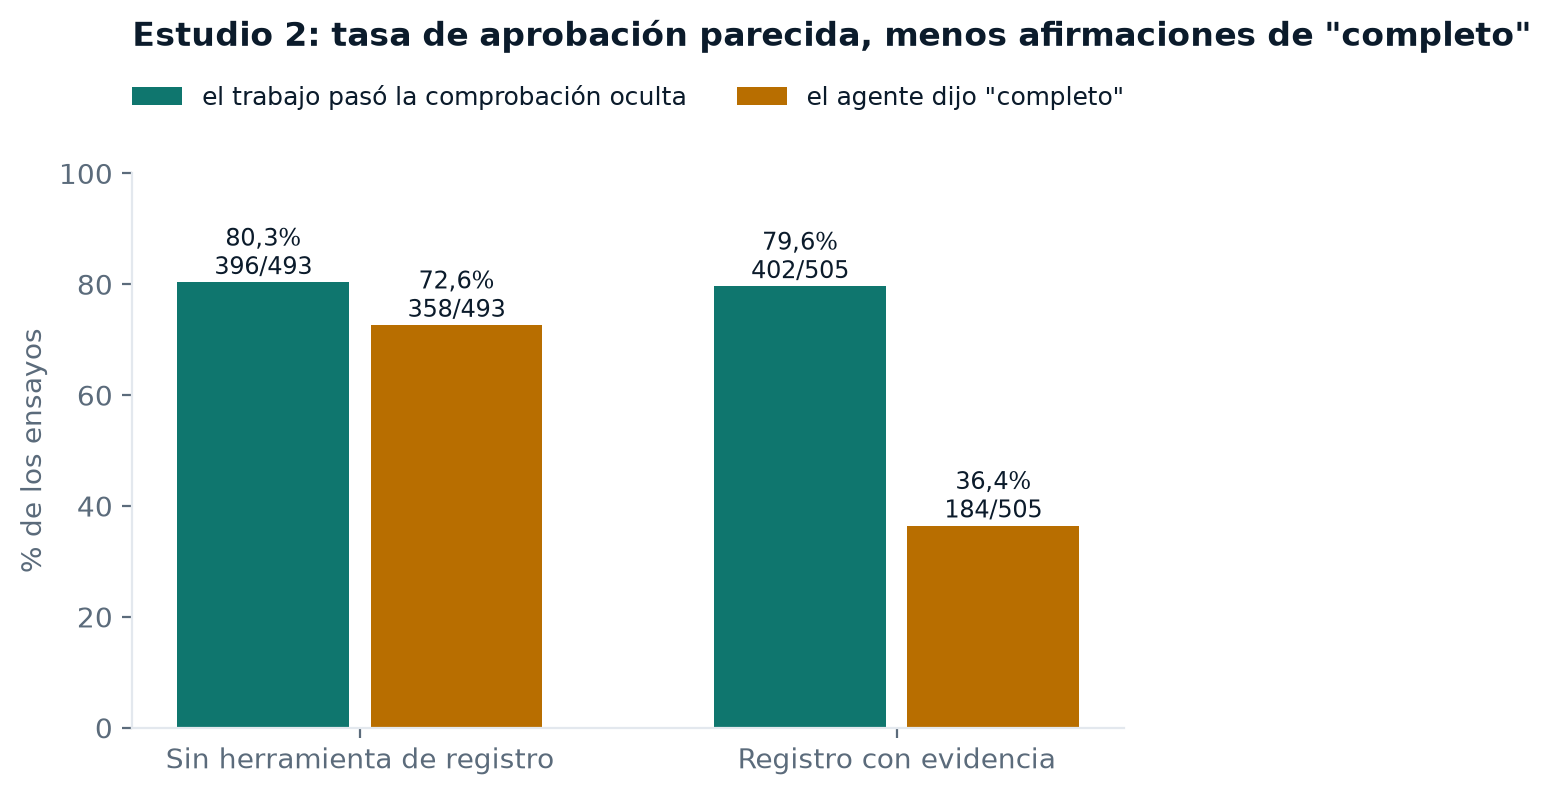 Estudio 2: tasa de aprobación parecida, menos afirmaciones de "completo"
el trabajo pasó la comprobación oculta
el agente dijo "completo"
% de los ensayos
100
80
60
40
20
0
80,3%
396/493
72,6%
358/493
79,6%
402/505
36,4%
184/505
Sin herramienta de registro
Registro con evidencia